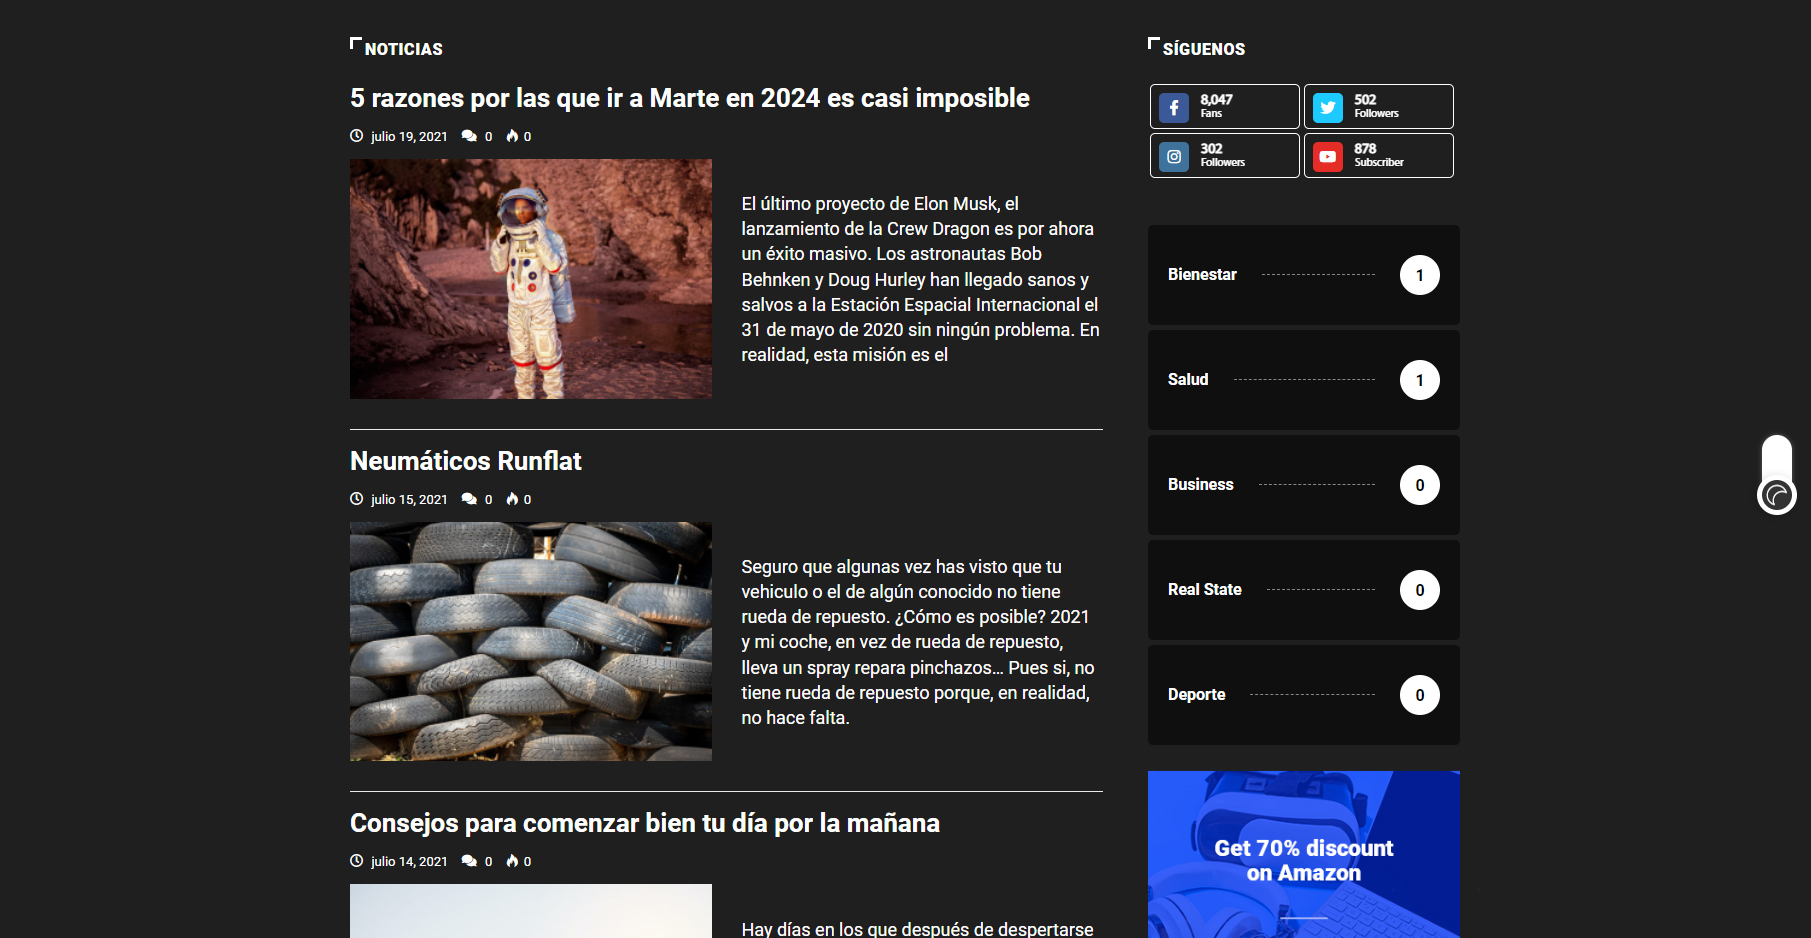 NOTICIAS
5 razones por las que ir a Marte en 2024 es casi imposible
julio 19, 2021 0 0
El último proyecto de Elon Musk, el
lanzamiento de la Crew Dragon es por ahora
un éxito masivo. Los astronautas Bob
Behnken y Doug Hurley han llegado sanos y
salvos a la Estación Espacial Internacional el
31 de mayo de 2020 sin ningún problema. En
realidad, esta misión es el
Neumáticos Runflat
julio 15, 2021 0 0
Seguro que algunas vez has visto que tu
vehiculo o el de algún conocido no tiene
rueda de repuesto. ¿Cómo es posible? 2021
y mi coche, en vez de rueda de repuesto,
lleva un spray repara pinchazos… Pues si, no
tiene rueda de repuesto porque, en realidad,
no hace falta.
Consejos para comenzar bien tu día por la mañana
julio 14, 2021 0 0
Hay días en los que después de despertarse
SÍGUENOS
8,047
Fans
502
Followers
302
Followers
878
Subscriber
Bienestar 1
Salud 1
Business 0
Real State 0
Deporte 0
Get 70% discount
on Amazon